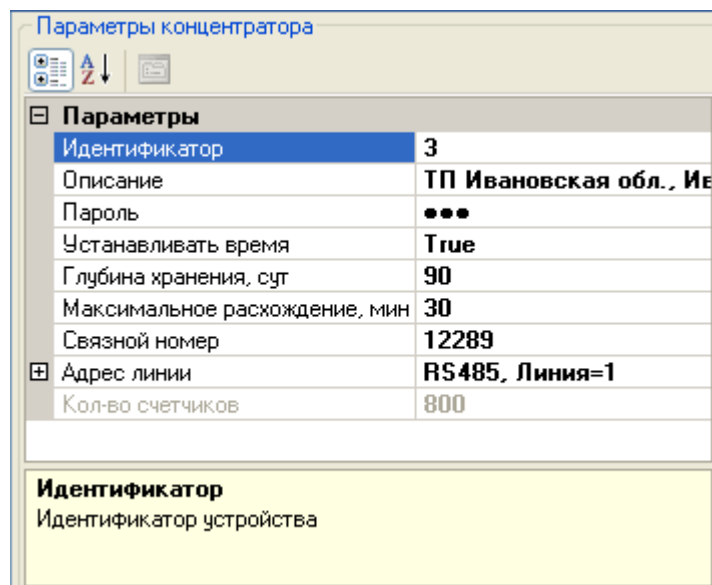 Параметры концентратора
Параметры
Идентификатор 3
Описание ТП Ивановская обл., Ив
Пароль ●●●
Устанавливать время True
Глубина хранения, сут 90
Максимальное расхождение, мин 30
Связной номер 12289
Адрес линии RS485, Линия=1
Кол-во счетчиков 800
Идентификатор
Идентификатор устройства